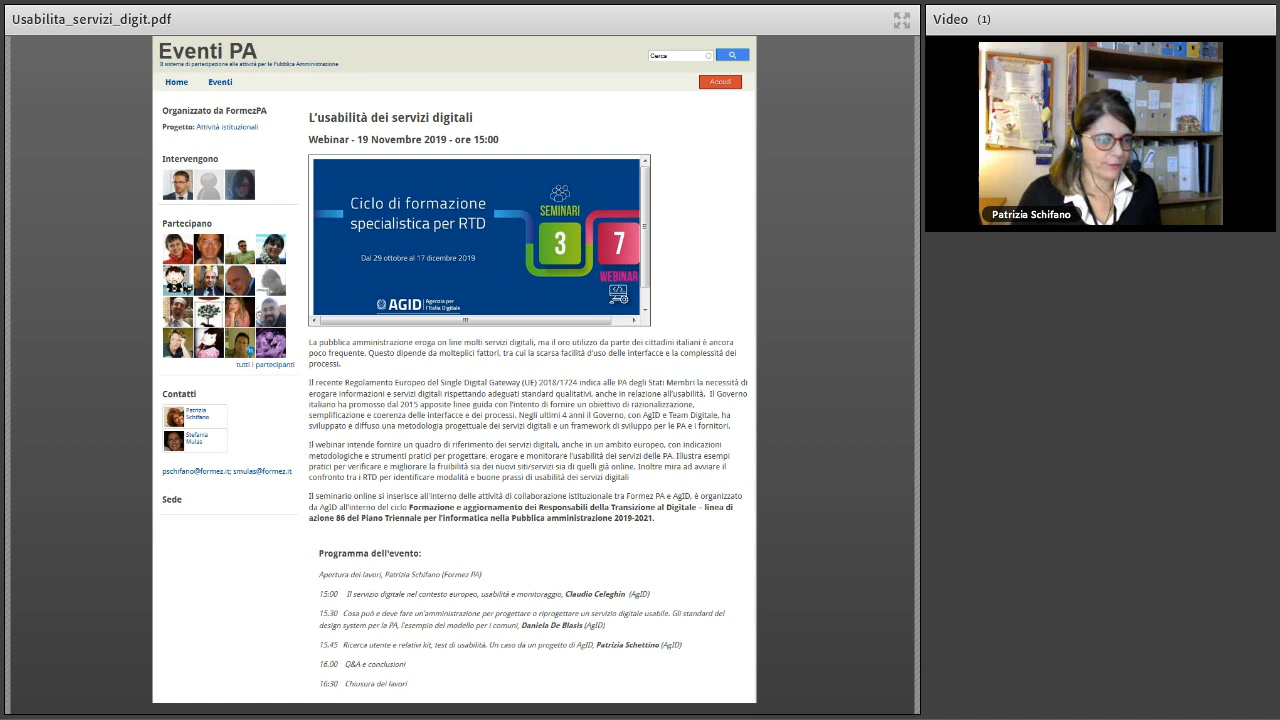 Usabilita_servizi_digit.pdf
Video (1)
Patrizia Schifano
Eventi PA
Il sistema di partecipazione alle attività per le Pubblica Amministrazione
Cerca
Home Eventi
Accedi
Organizzato da FormezPA
Progetto: Attività istituzionali
Intervengono
Partecipano
tutti i partecipanti
Contatti
Patrizia
Schifano
Stefania
Mulas
pschifano@formez.it; smulas@formez.it
Sede
L'usabilità dei servizi digitali
Webinar - 19 Novembre 2019 - ore 15:00
Ciclo di formazione
specialistica per RTD
Dal 29 ottobre al 17 dicembre 2019
AGID Agenzia per
l'Italia Digitale
SEMINARI
3
7
WEBINAR
La pubblica amministrazione eroga on line molti servizi digitali, ma il oro utilizzo da parte dei cittadini italiani è ancora
poco frequente. Questo dipende da molteplici fattori, tra cui la scarsa facilità d'uso delle interfacce e la complessità dei
processi.
Il recente Regolamento Europeo del Single Digital Gateway (UE) 2018/1724 indica alle PA degli Stati Membri la necessità di
erogare informazioni e servizi digitali rispettando adeguati standard qualitativi, anche in relazione all'usabilità. Il Governo
italiano ha promosso dal 2015 apposite linee guida con l'intento di fornire un obiettivo di razionalizzazione,
semplificazione e coerenza delle interfacce e dei processi. Negli ultimi 4 anni il Governo, con AgID e Team Digitale, ha
sviluppato e diffuso una metodologia progettuale dei servizi digitali e un framework di sviluppo per le PA e i fornitori.
Il webinar intende fornire un quadro di riferimento dei servizi digitali, anche in un ambito europeo, con indicazioni
metodologiche e strumenti pratici per progettare, erogare e monitorare l'usabilità dei servizi delle PA. Illustra esempi
pratici per verificare e migliorare la fruibilità sia dei nuovi siti/servizi sia di quelli già online. Inoltre mira ad avviare il
confronto tra i RTD per identificare modalità e buone prassi di usabilità dei servizi digitali
Il seminario online si inserisce all'interno delle attività di collaborazione istituzionale tra Formez PA e AgID, è organizzato
da AgID all'interno del ciclo Formazione e aggiornamento dei Responsabili della Transizione al Digitale – linea di
azione 86 del Piano Triennale per l'informatica nella Pubblica amministrazione 2019-2021.
Programma dell'evento:
Apertura dei lavori, Patrizia Schifano (Formez PA)
15:00 Il servizio digitale nel contesto europeo, usabilità e monitoraggio, Claudio Celeghin (AgID)
15.30 Cosa può e deve fare un'amministrazione per progettare o riprogettare un servizio digitale usabile. Gli standard del
design system per la PA, l'esempio del modello per i comuni, Daniela De Blasis (AgID)
15.45 Ricerca utente e relativi kit, test di usabilità. Un caso da un progetto di AgID, Patrizia Schettino (AgID)
16.00 Q&A e conclusioni
16:30 Chiusura dei lavori